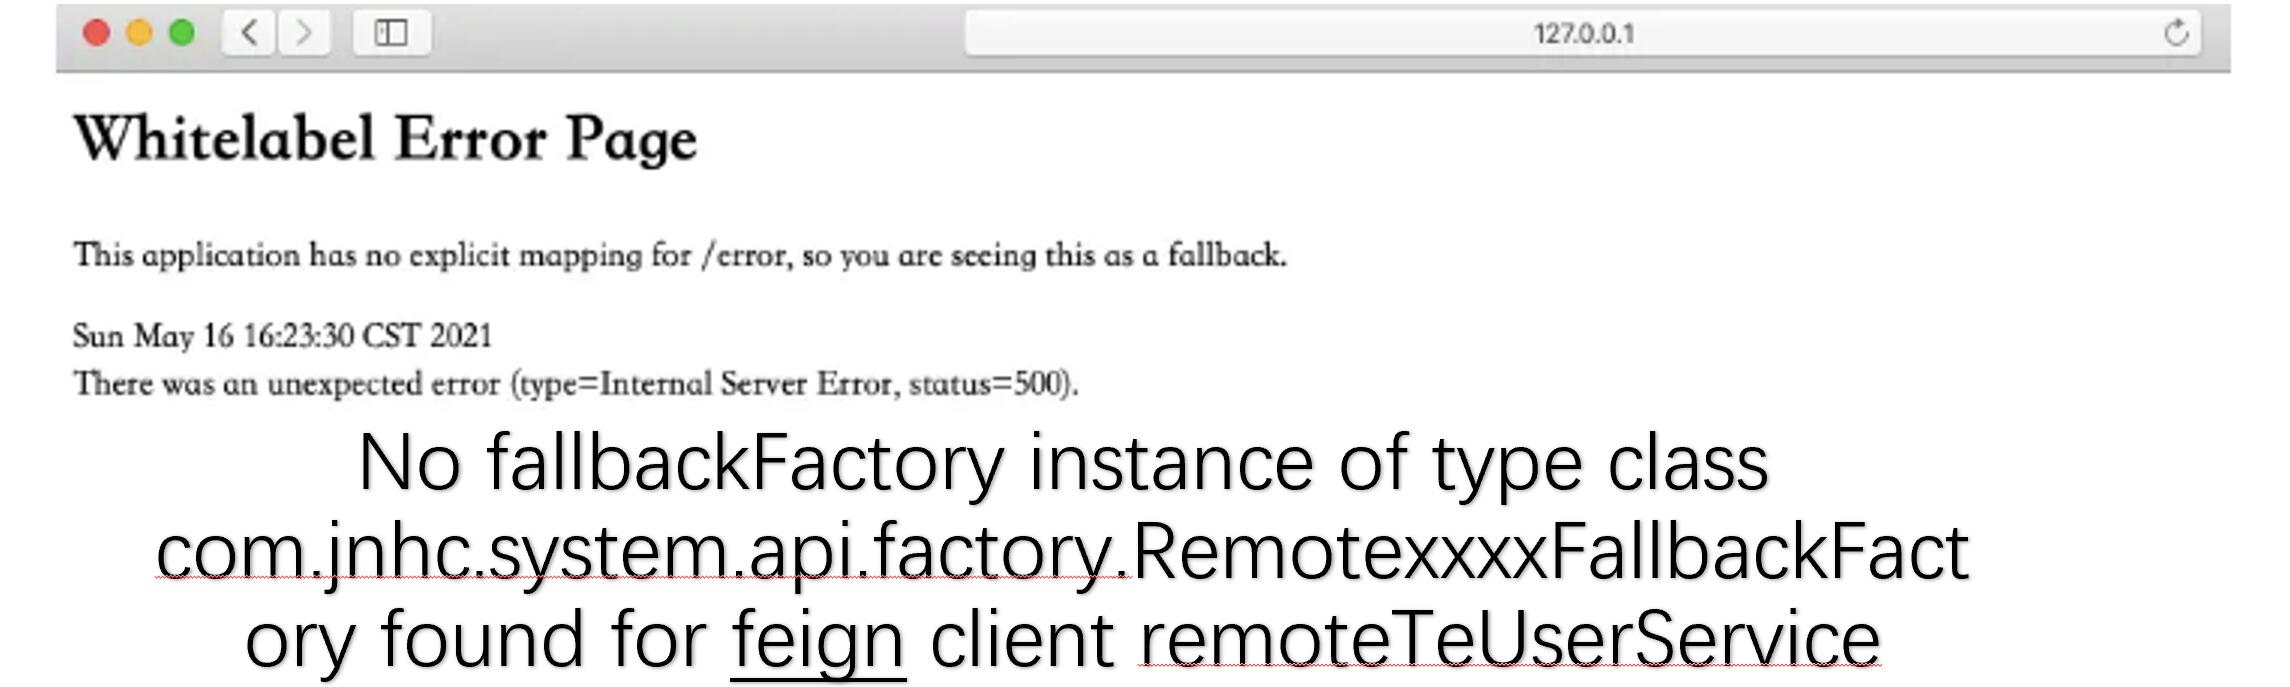 127.0.0.1
Whitelabel Error Page
This application has no explicit mapping for /error, so you are seeing this as a fallback.
Sun May 16 16:23:30 CST 2021
There was an unexpected error (type=Internal Server Error, status=500).
No fallbackFactory instance of type class
com.jnhc.system.api.factory.RemotexxxxFallbackFact
ory found for feign client remoteTeUserService